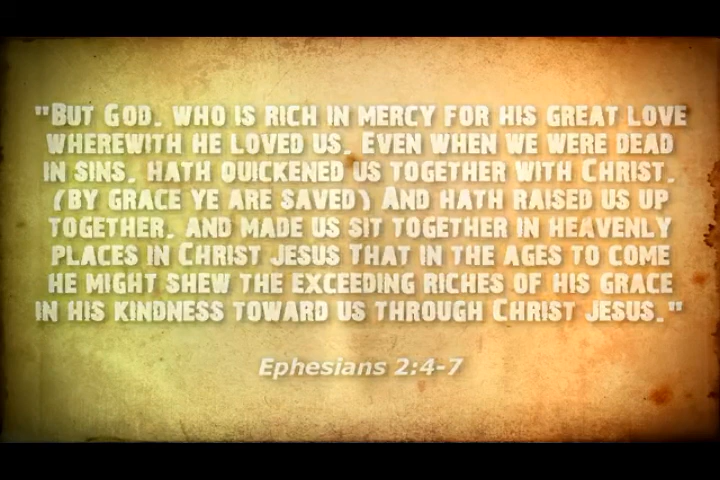 "But God, who is rich in mercy for his great love
wherewith he loved us, Even when we were dead
in sins, hath quickened us together with Christ,
(by grace ye are saved) And hath raised us up
together, and made us sit together in heavenly
places in Christ Jesus That in the ages to come
he might shew the exceeding riches of his grace
in his kindness toward us through Christ Jesus."
Ephesians 2:4-7